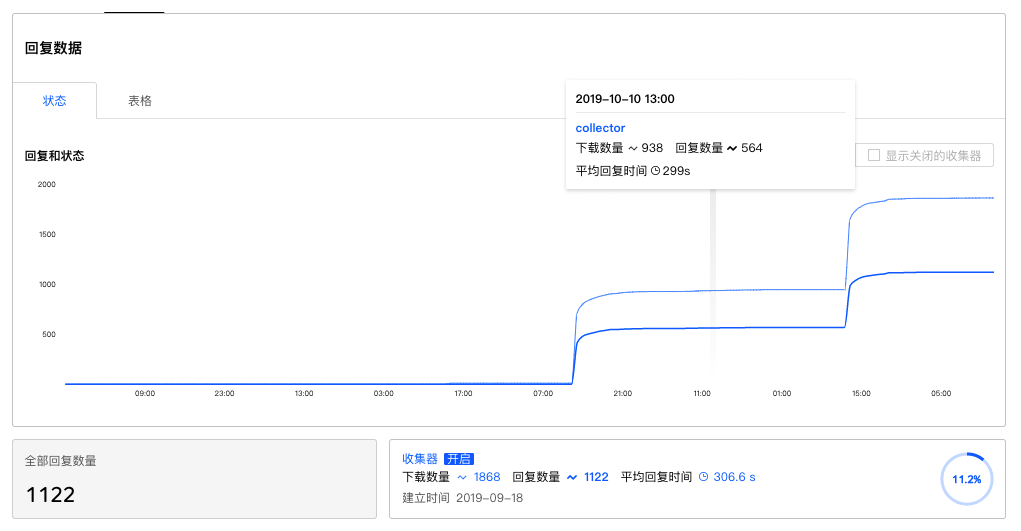 回复数据
状态 表格
2019-10-10 13:00
collector
下载数量 938 回复数量 564
平均回复时间 299s
回复和状态
显示关闭的收集器
2000
1500
1000
500
09:00 23:00 13:00 03:00 17:00 07:00 21:00 11:00 01:00 15:00 05:00
全部回复数量
1122
收集器 开启
下载数量 1868 回复数量 1122 平均回复时间 306.6 s
建立时间 2019-09-18
11.2%